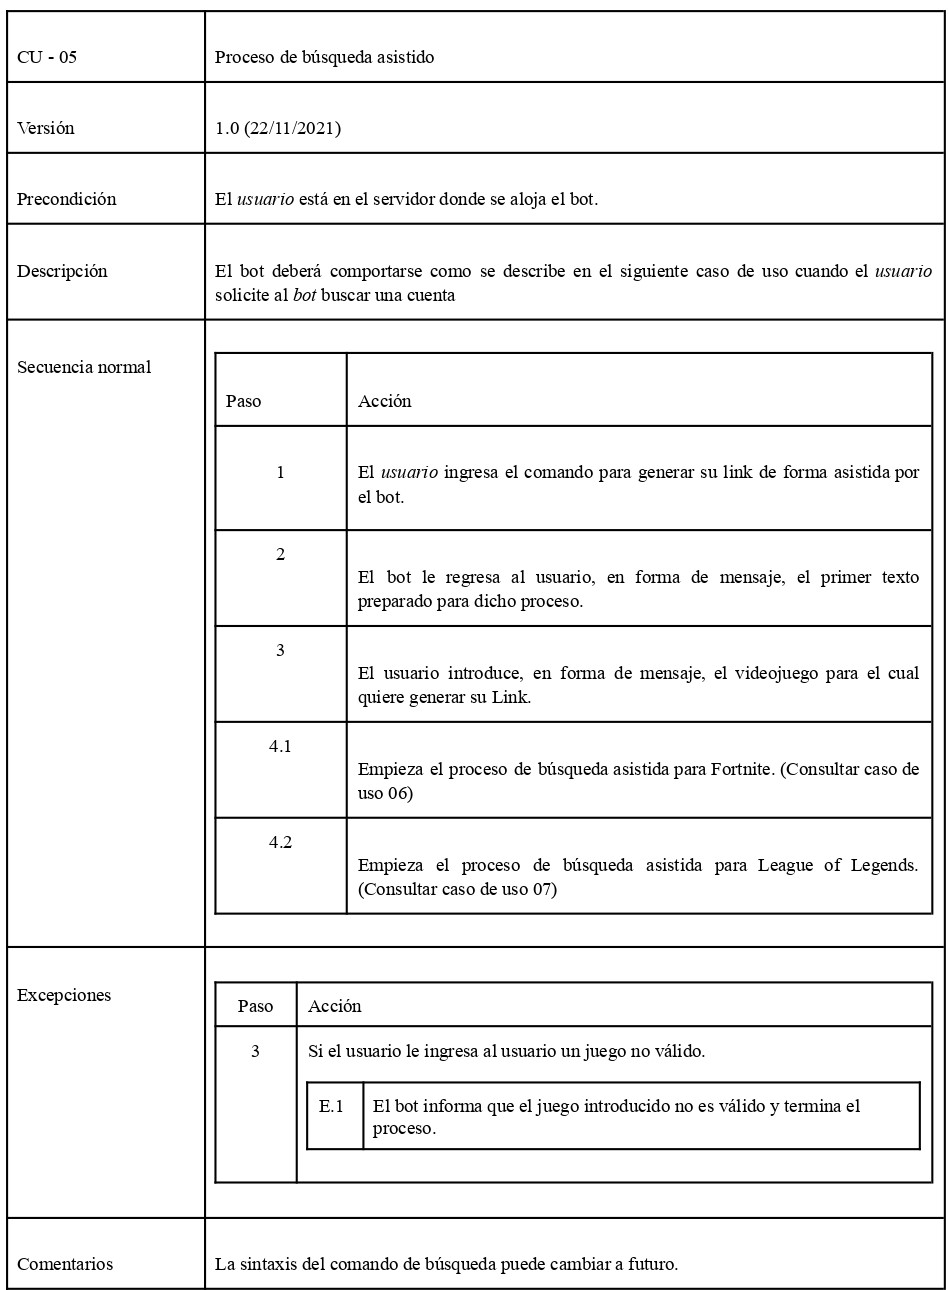 CU - 05
Proceso de búsqueda asistido
Versión
1.0 (22/11/2021)
Precondición
El usuario está en el servidor donde se aloja el bot.
Descripción
El bot deberá comportarse como se describe en el siguiente caso de uso cuando el usuario
solicite al bot buscar una cuenta
Secuencia normal
Paso
Acción
1
El usuario ingresa el comando para generar su link de forma asistida por
el bot.
2
El bot le regresa al usuario, en forma de mensaje, el primer texto
preparado para dicho proceso.
3
El usuario introduce, en forma de mensaje, el videojuego para el cual
quiere generar su Link.
4.1
Empieza el proceso de búsqueda asistida para Fortnite. (Consultar caso de
uso 06)
4.2
Empieza el proceso de búsqueda asistida para League of Legends.
(Consultar caso de uso 07)
Excepciones
Paso
Acción
3
Si el usuario le ingresa al usuario un juego no válido.
E.1
El bot informa que el juego introducido no es válido y termina el
proceso.
Comentarios
La sintaxis del comando de búsqueda puede cambiar a futuro.